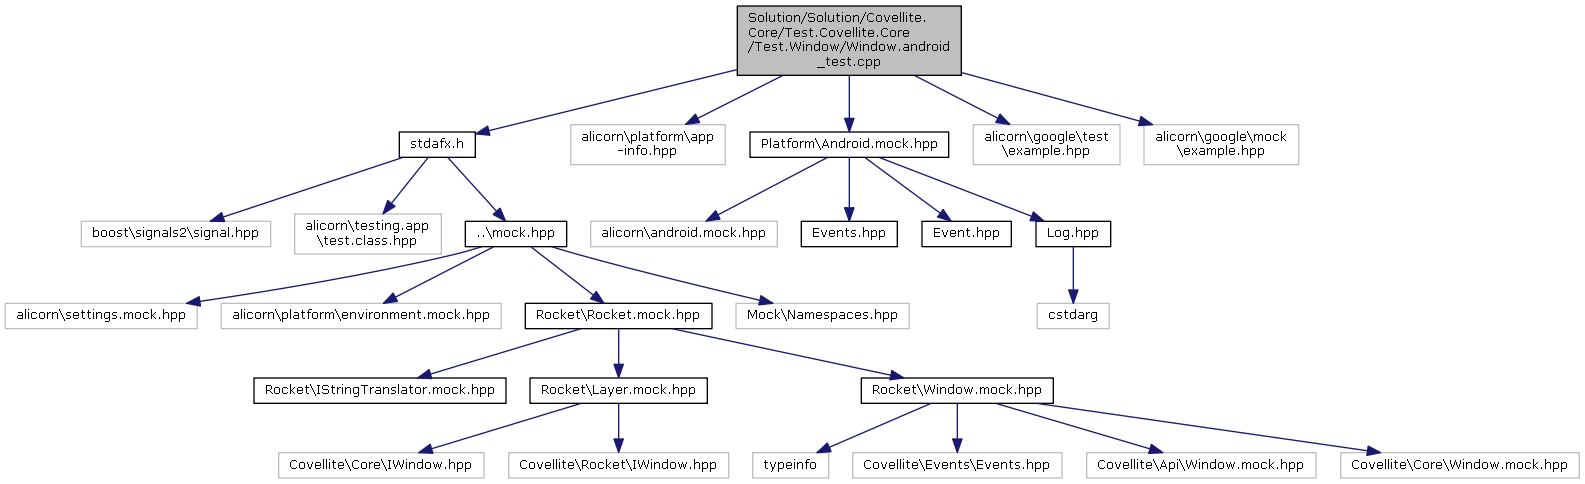 Solution/Solution/Covellite.
Core/Test.Covellite.Core
/Test.Window/Window.android
_test.cpp
stdafx.h
alicorn\platform\app
-info.hpp
Platform\Android.mock.hpp
alicorn\google\test
\example.hpp
alicorn\google\mock
\example.hpp
boost\signals2\signal.hpp
alicorn\testing.app
\test.class.hpp
..\mock.hpp
alicorn\android.mock.hpp
Events.hpp
Event.hpp
Log.hpp
alicorn\settings.mock.hpp
alicorn\platform\environment.mock.hpp
Rocket\Rocket.mock.hpp
Mock\Namespaces.hpp
cstdarg
Rocket\IStringTranslator.mock.hpp
Rocket\Layer.mock.hpp
Rocket\Window.mock.hpp
Covellite\Core\IWindow.hpp
Covellite\Rocket\IWindow.hpp
typeinfo
Covellite\Events\Events.hpp
Covellite\Api\Window.mock.hpp
Covellite\Core\Window.mock.hpp